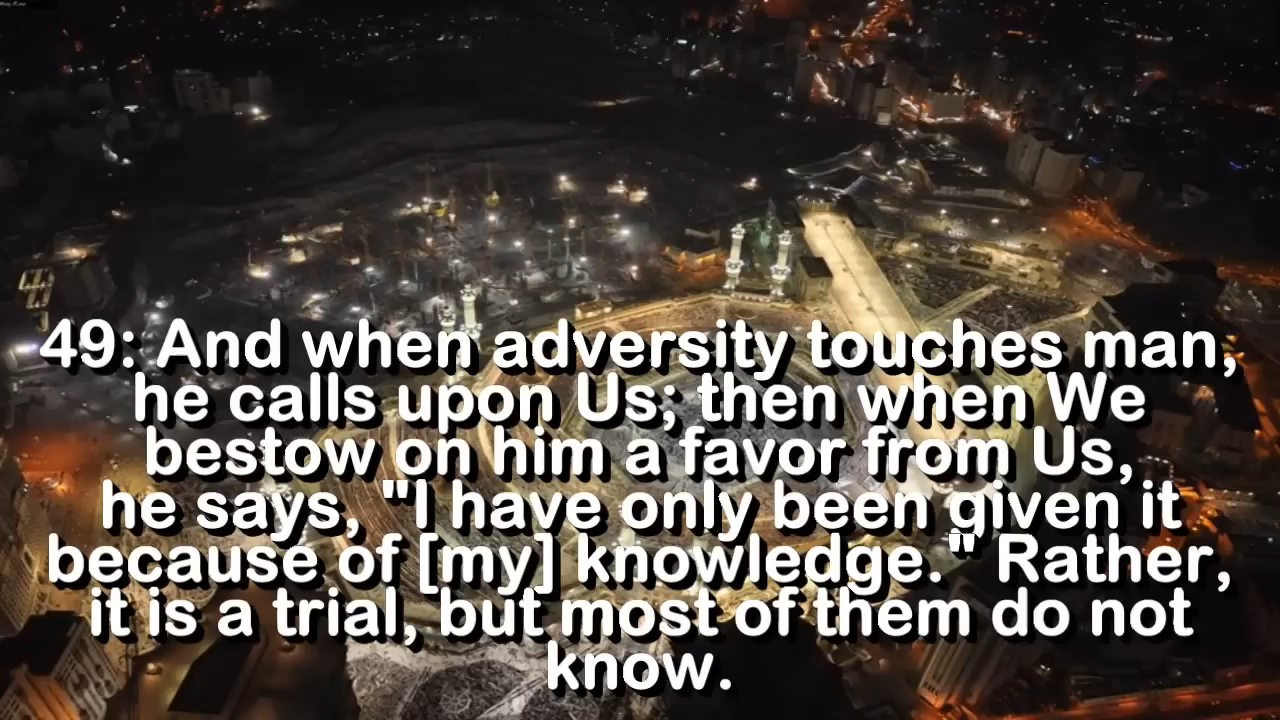 49: And when adversity touches man,
he calls upon Us; then when We
bestow on him a favor from Us,
he says, "I have only been given it
because of [my] knowledge." Rather,
it is a trial, but most of them do not
know.